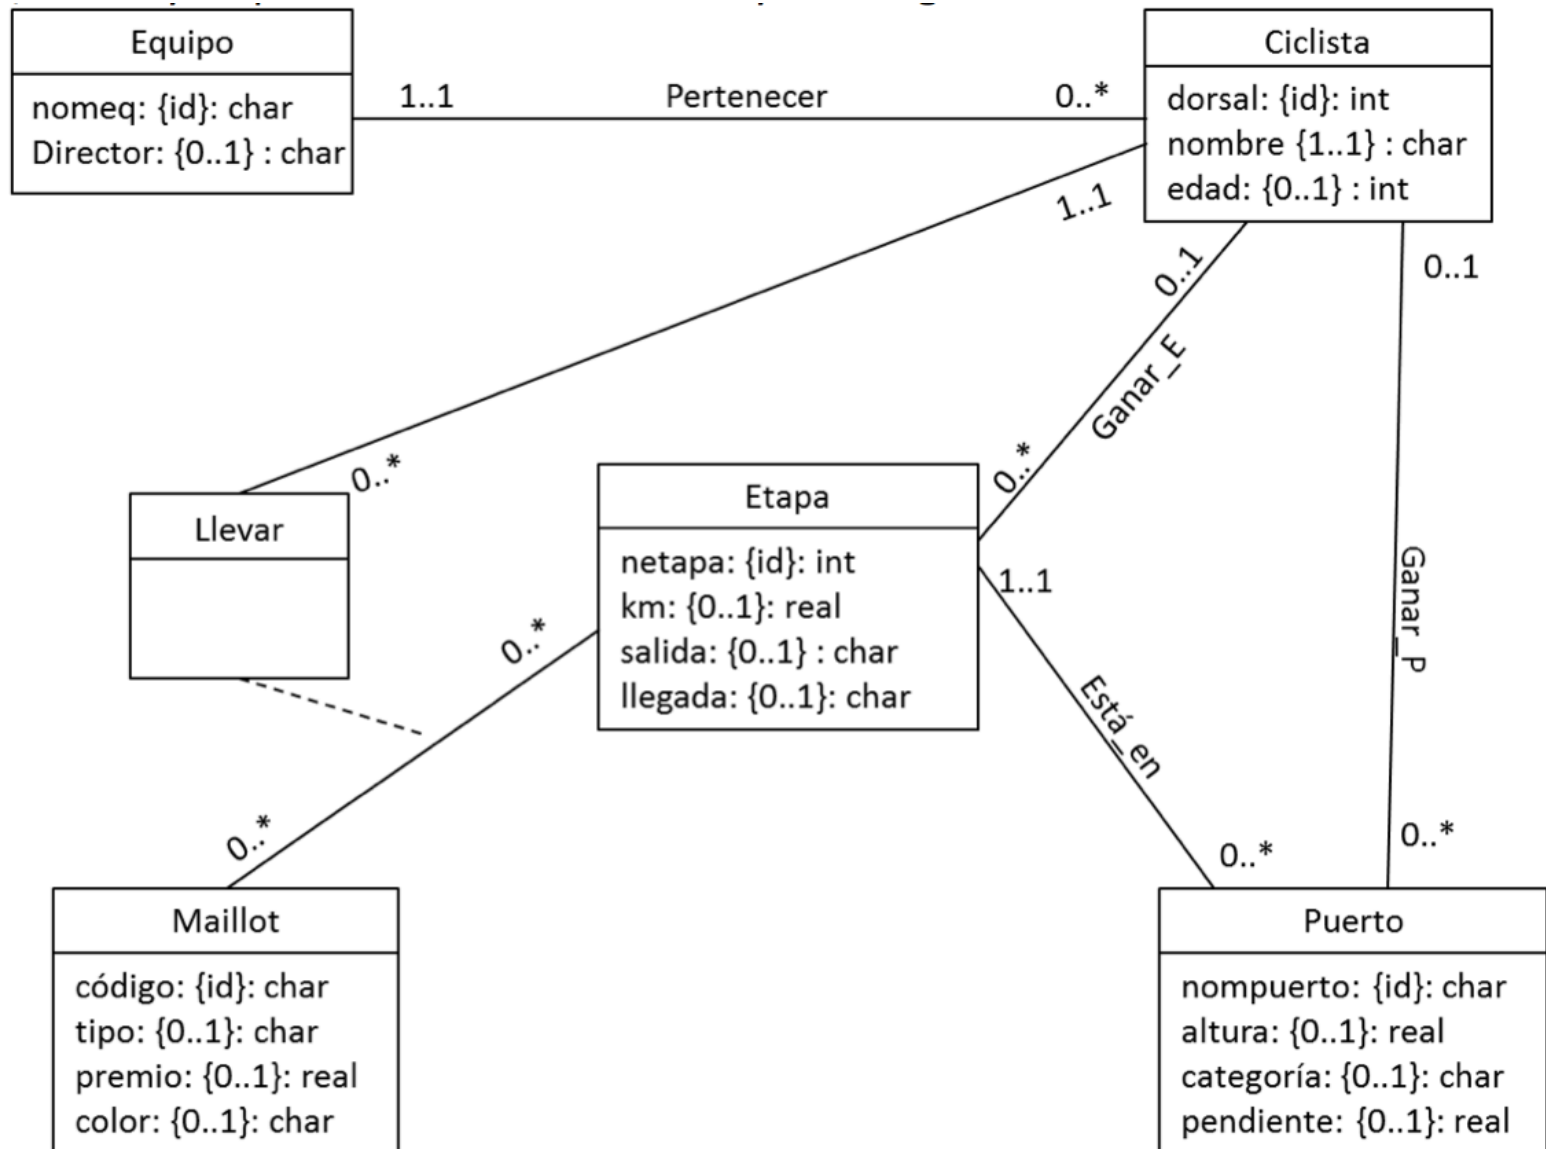 Equipo
nomeq: {id}: char
Director: {0..1} : char
1..1
Pertenecer
0..*
Ciclista
dorsal: {id}: int
nombre {1..1} : char
edad: {0..1} : int
1..1
0..1
0..1
Ganar_E
0..*
0..*
Llevar
Etapa
netapa: {id}: int
km: {0..1}: real
salida: {0..1} : char
llegada: {0..1}: char
1..1
Ganar_P
0..*
Está_en
0..*
0..*
0..*
Maillot
código: {id}: char
tipo: {0..1}: char
premio: {0..1}: real
color: {0..1}: char
Puerto
nompuerto: {id}: char
altura: {0..1}: real
categoría: {0..1}: char
pendiente: {0..1}: real